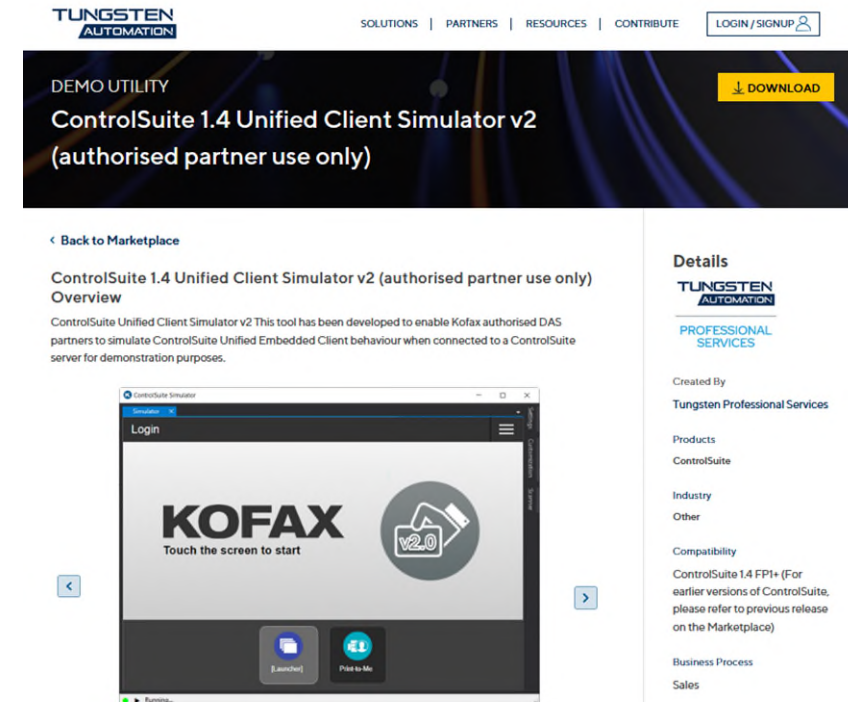 TUNGSTEN
AUTOMATION
SOLUTIONS | PARTNERS | RESOURCES | CONTRIBUTE
LOGIN / SIGNUP
DEMO UTILITY
DOWNLOAD
ControlSuite 1.4 Unified Client Simulator v2
(authorised partner use only)
< Back to Marketplace
ControlSuite 1.4 Unified Client Simulator v2 (authorised partner use only)
Overview
ControlSuite Unified Client Simulator v2 This tool has been developed to enable Kofax authorised DAS
partners to simulate ControlSuite Unified Embedded Client behaviour when connected to a ControlSuite
server for demonstration purposes.
ControlSuite Simulator
Simulator
Login
Settings
Customization
Scanner
KOFAX
Touch the screen to start
v2.0
[Launcher]
Print-to-Me
Running...
Details
TUNGSTEN
AUTOMATION
PROFESSIONAL
SERVICES
Created By
Tungsten Professional Services
Products
ControlSuite
Industry
Other
Compatibility
ControlSuite 1.4 FP1+ (For
earlier versions of ControlSuite,
please refer to previous release
on the Marketplace)
Business Process
Sales